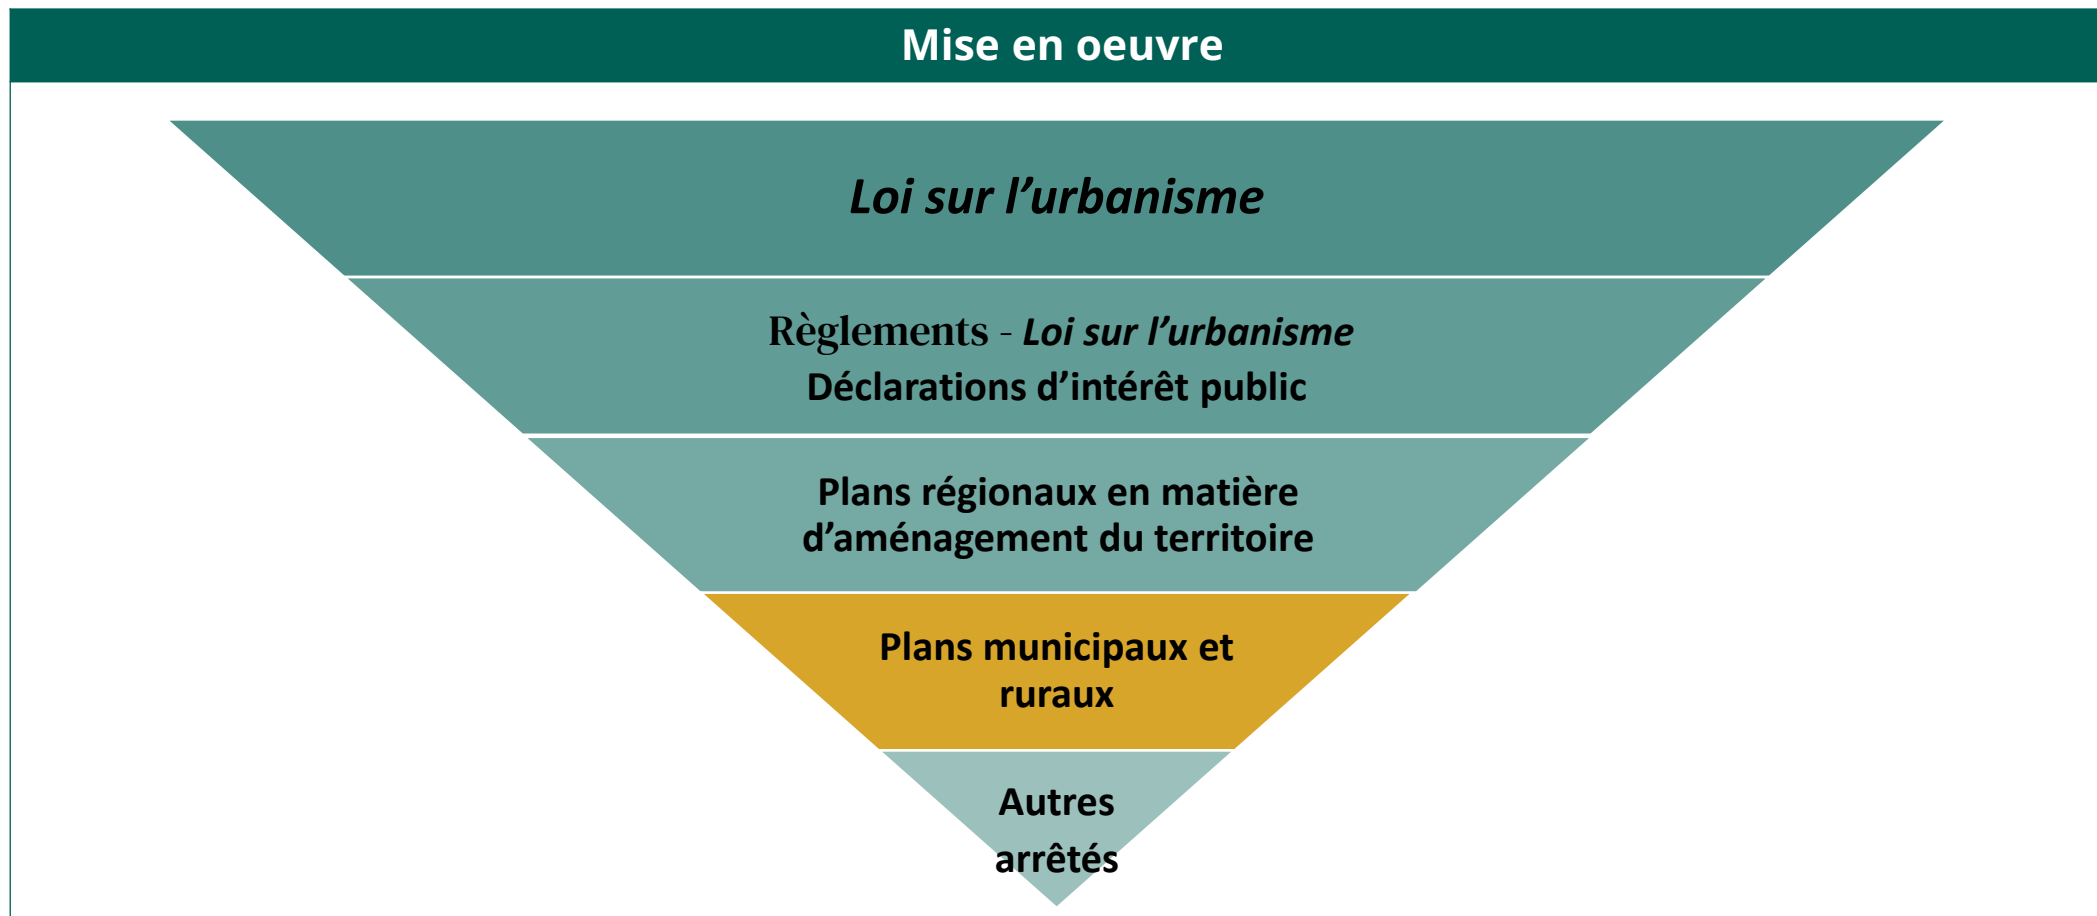 Mise en oeuvre
Loi sur l’urbanisme
Règlements - Loi sur l’urbanisme
Déclarations d’intérêt public
Plans régionaux en matière
d’aménagement du territoire
Plans municipaux et
ruraux
Autres
arrêtés